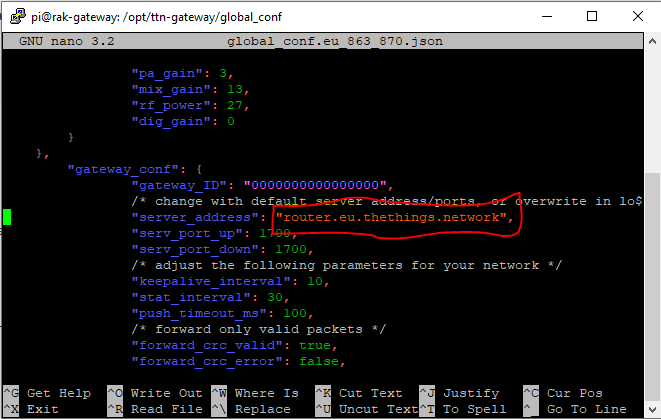 pi@rak-gateway: /opt/ttn-gateway/global_conf
GNU nano 3.2 global_conf.eu_863_870.json
"pa_gain": 3,
"mix_gain": 13,
"rf_power": 27,
"dig_gain": 0
}
},
"gateway_conf": {
"gateway_ID": "0000000000000000",
/* change with default server address/ports, or overwrite in lo$
"server_address": "router.eu.thethings.network",
"serv_port_up": 1700,
"serv_port_down": 1700,
/* adjust the following parameters for your network */
"keepalive_interval": 10,
"stat_interval": 30,
"push_timeout_ms": 100,
/* forward only valid packets */
"forward_crc_valid": true,
"forward_crc_error": false,
^G Get Help ^O Write Out ^W Where Is ^K Cut Text ^J Justify ^C Cur Pos
^X Exit ^R Read File ^\ Replace ^U Uncut Text^T To Spell ^_ Go To Line